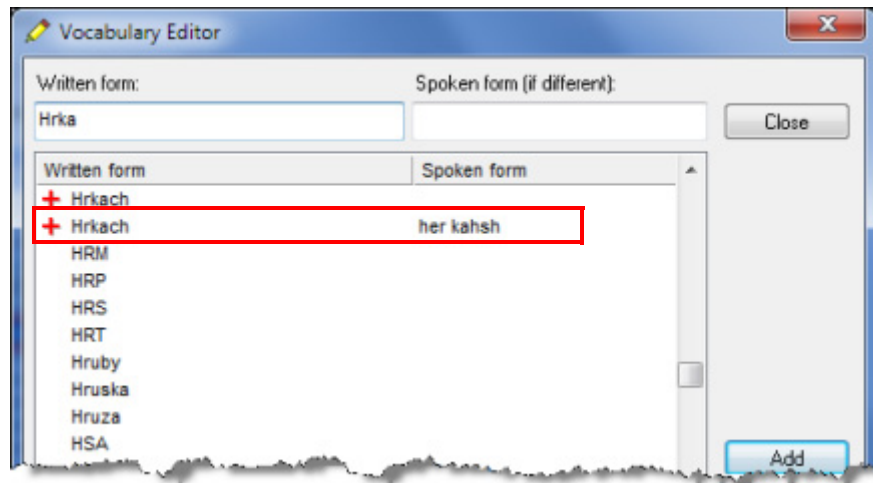 Vocabulary Editor
Written form: Spoken form (if different):
Hrka
Close
Written form Spoken form
Hrkach
Hrkach her kahsh
HRM
HRP
HRS
HRT
Hruby
Hruska
Hruza
HSA
Add